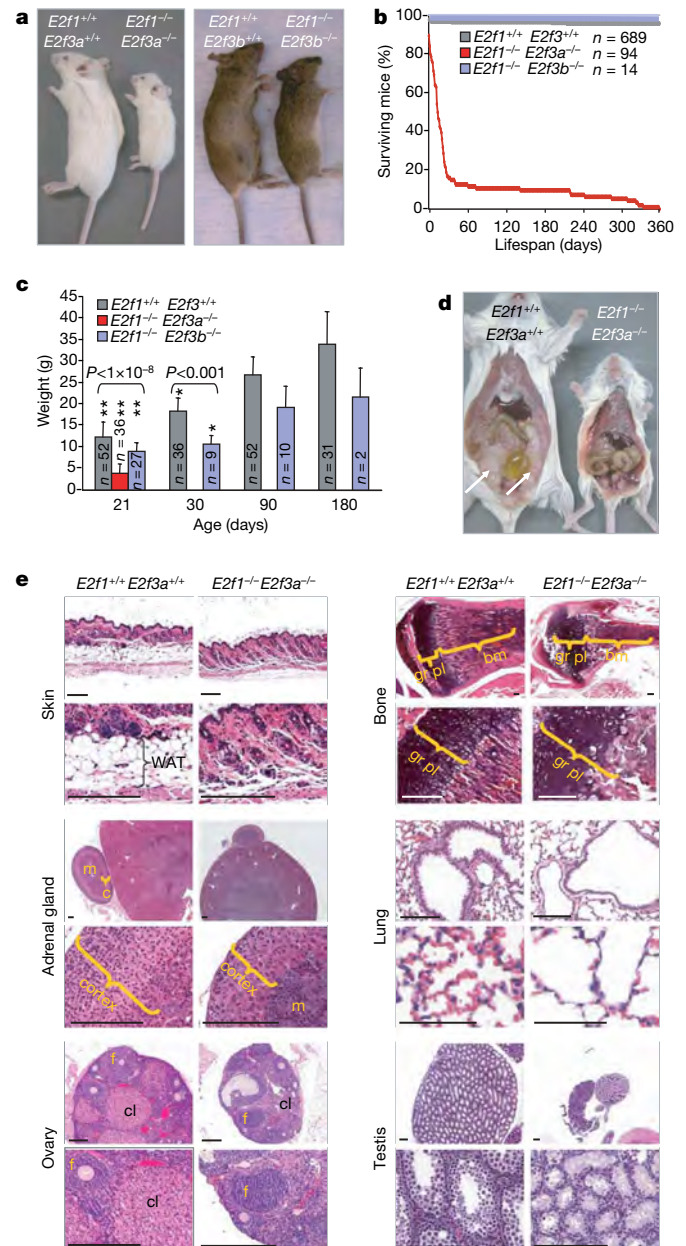 a
E2f1+/+ E2f1−/−
E2f3a+/+ E2f3a−/−
E2f1+/+ E2f1−/−
E2f3b+/+ E2f3b−/−
b
100
80
60
40
20
0
Surviving mice (%)
E2f1+/+ E2f3+/+ n = 689
E2f1−/− E2f3a−/− n = 94
E2f1−/− E2f3b−/− n = 14
0 60 120 180 240 300 360
Lifespan (days)
c
45
40
35
30
25
20
15
10
5
0
Weight (g)
E2f1+/+ E2f3+/+
E2f1−/− E2f3a−/−
E2f1−/− E2f3b−/−
P<1×10−8
P<0.001
** ** **
* *
n = 52
n = 36
n = 27
n = 36
n = 9
n = 52
n = 10
n = 31
n = 2
21 30 90 180
Age (days)
d
E2f1+/+ E2f1−/−
E2f3a+/+ E2f3a−/−
e
E2f1+/+ E2f3a+/+ E2f1−/− E2f3a−/−
Skin
WAT
Adrenal gland
m
c
cortex
cortex
m
Ovary
f
cl
f
cl
f
cl
f
E2f1+/+ E2f3a+/+ E2f1−/− E2f3a−/−
Bone
gr pl
bm
gr pl
bm
gr pl
gr pl
Lung
Testis